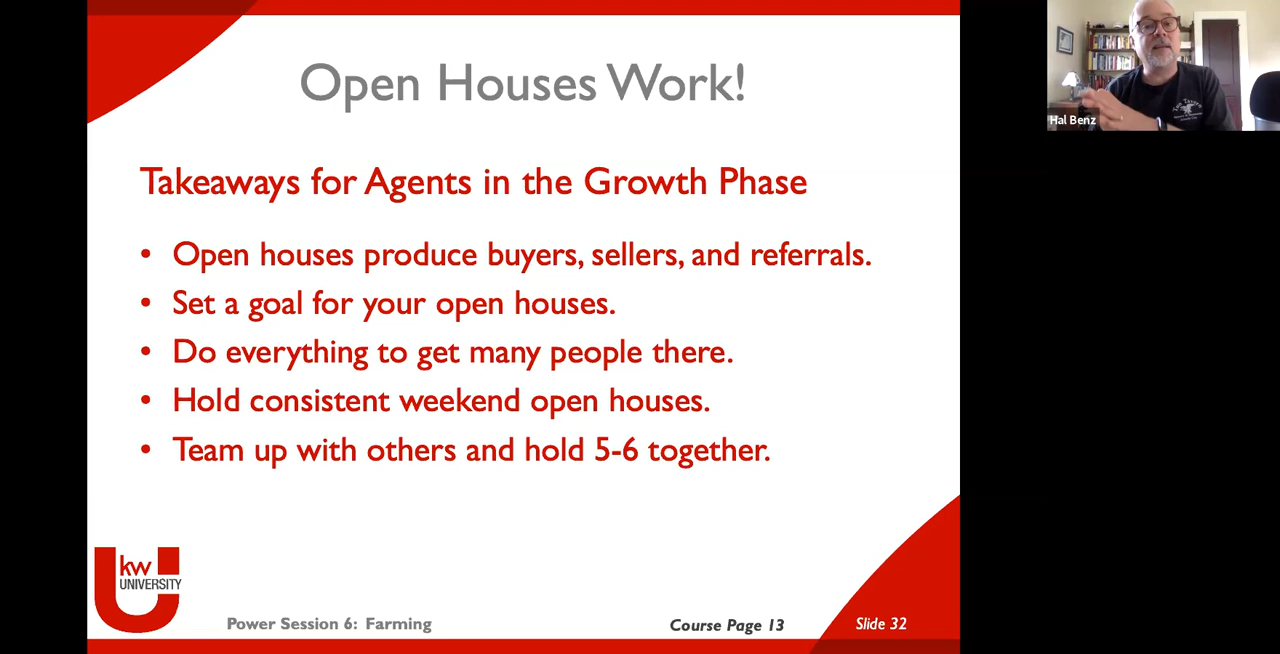 Open Houses Work!
Takeaways for Agents in the Growth Phase
• Open houses produce buyers, sellers, and referrals.
• Set a goal for your open houses.
• Do everything to get many people there.
• Hold consistent weekend open houses.
• Team up with others and hold 5-6 together.
kw
UNIVERSITY
Power Session 6: Farming
Course Page 13
Slide 32
Hal Benz
Tun Tavern